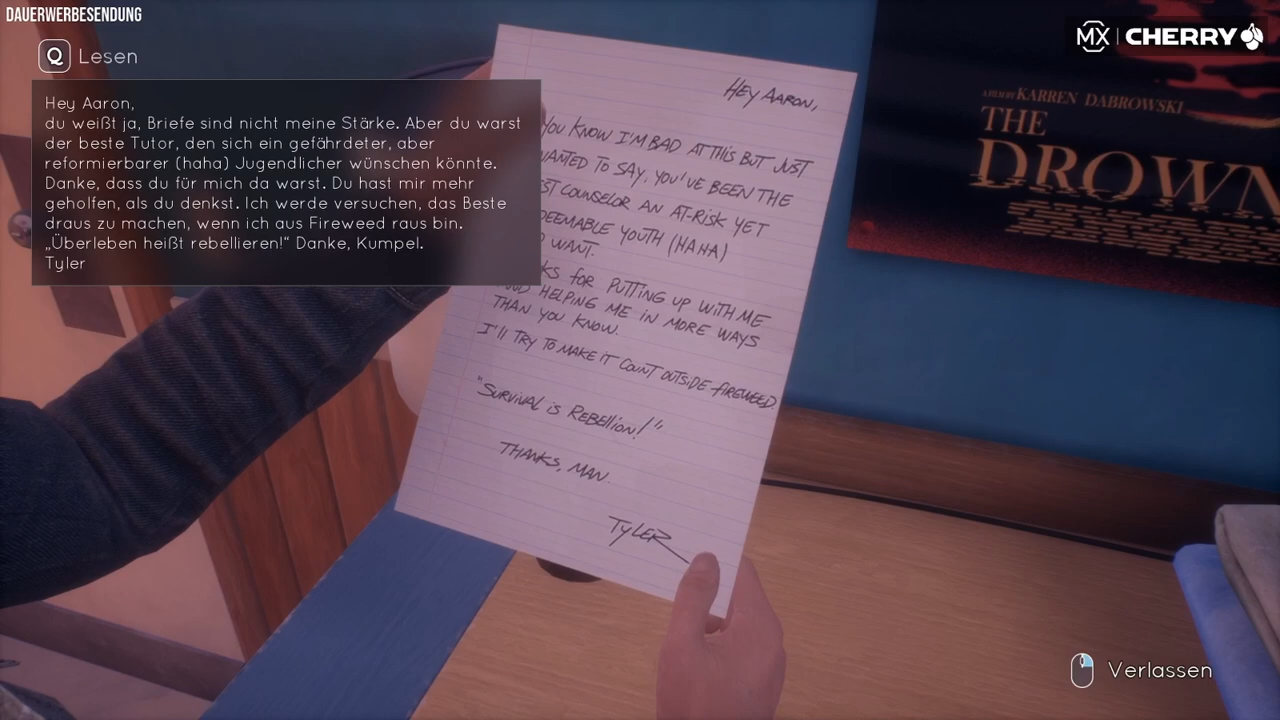 DAUERWERBESENDUNG
MX | CHERRY
Q Lesen
Hey Aaron,
du weißt ja, Briefe sind nicht meine Stärke. Aber du warst
der beste Tutor, den sich ein gefährdeter, aber
reformierbarer (haha) Jugendlicher wünschen könnte.
Danke, dass du für mich da warst. Du hast mir mehr
geholfen, als du denkst. Ich werde versuchen, das Beste
draus zu machen, wenn ich aus Fireweed raus bin.
„Überleben heißt rebellieren!“ Danke, Kumpel.
Tyler
HEY AARON,
YOU KNOW I'M BAD AT THIS BUT JUST
WANTED TO SAY, YOU'VE BEEN THE
COUNSELOR AN AT-RISK YET
YOUTH (HAHA)
WANT.
FOR PUTTING UP WITH ME
HELPING ME IN MORE WAYS
THAN YOU KNOW.
I'LL TRY TO MAKE IT COUNT OUTSIDE FIREWEED.
"SURVIVAL IS REBELLION!"
THANKS, MAN.
TYLER
A FILM BY KARREN DABROWSKI
THE
DROWN
Verlassen